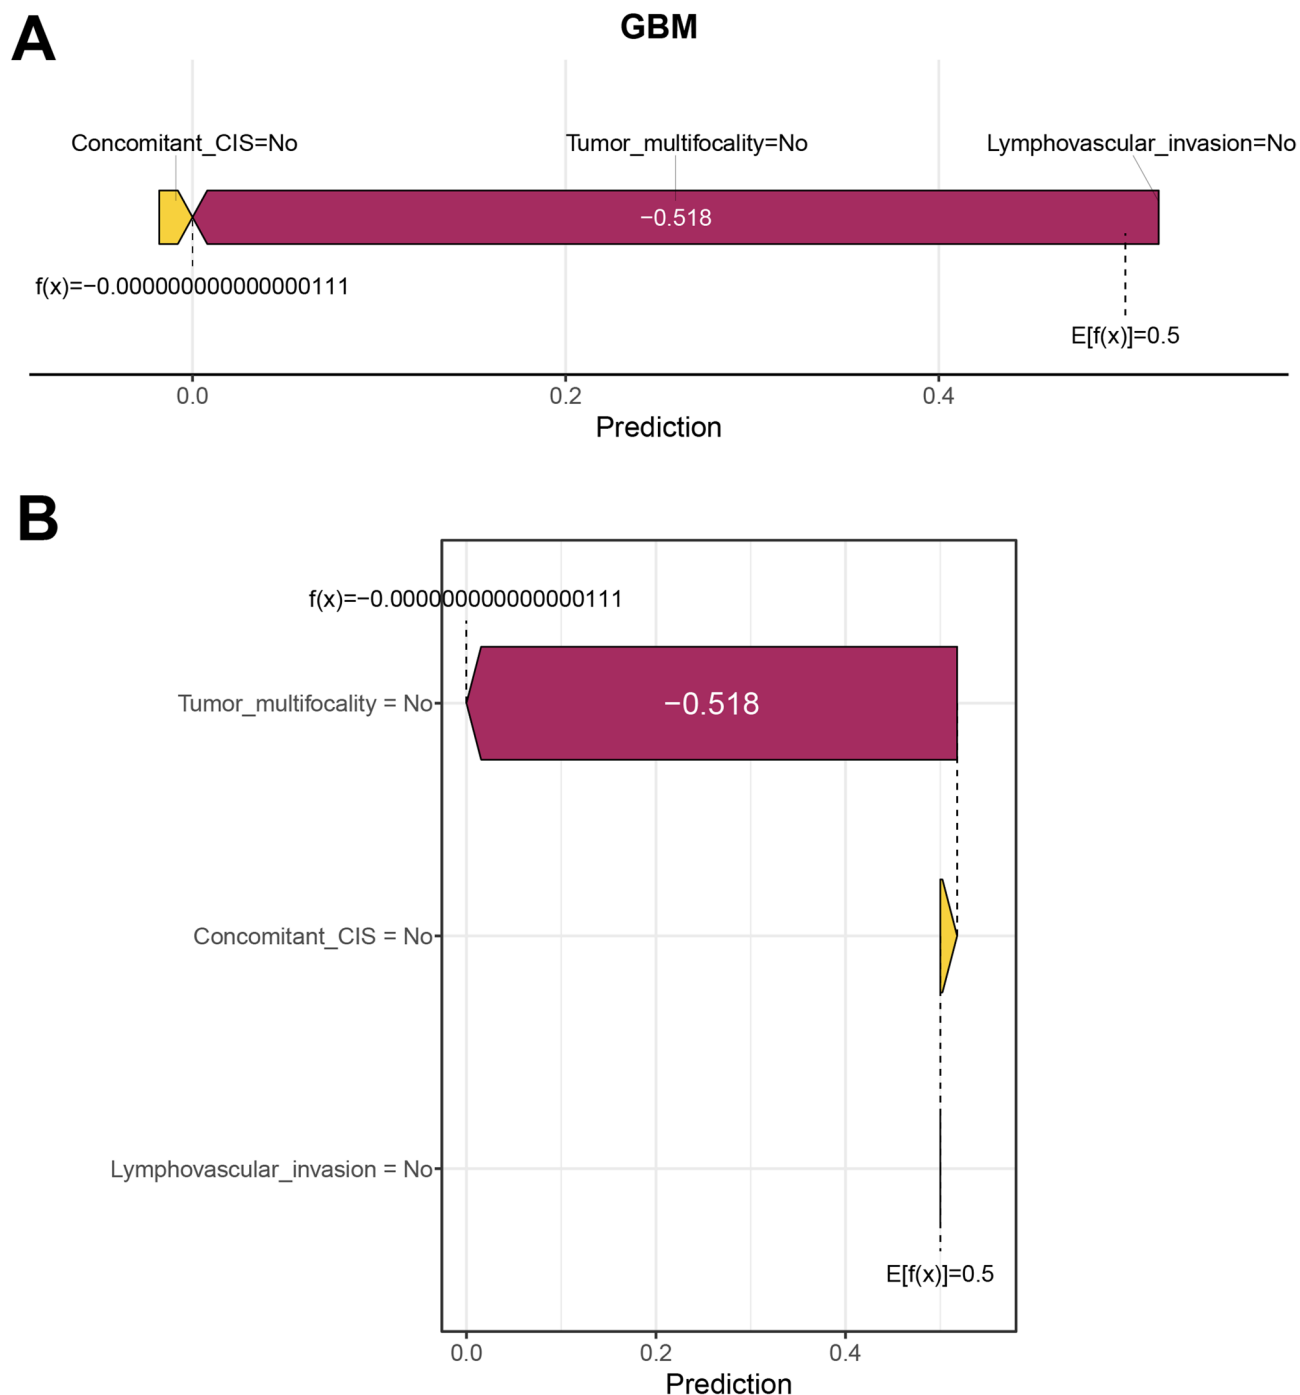 A
GBM
Concomitant_CIS=No
Tumor_multifocality=No
Lymphovascular_invasion=No
−0.518
f(x)=−0.000000000000000111
E[f(x)]=0.5
0.0
0.2
0.4
Prediction
B
f(x)=−0.000000000000000111
Tumor_multifocality = No
−0.518
Concomitant_CIS = No
Lymphovascular_invasion = No
E[f(x)]=0.5
0.0
0.2
0.4
Prediction